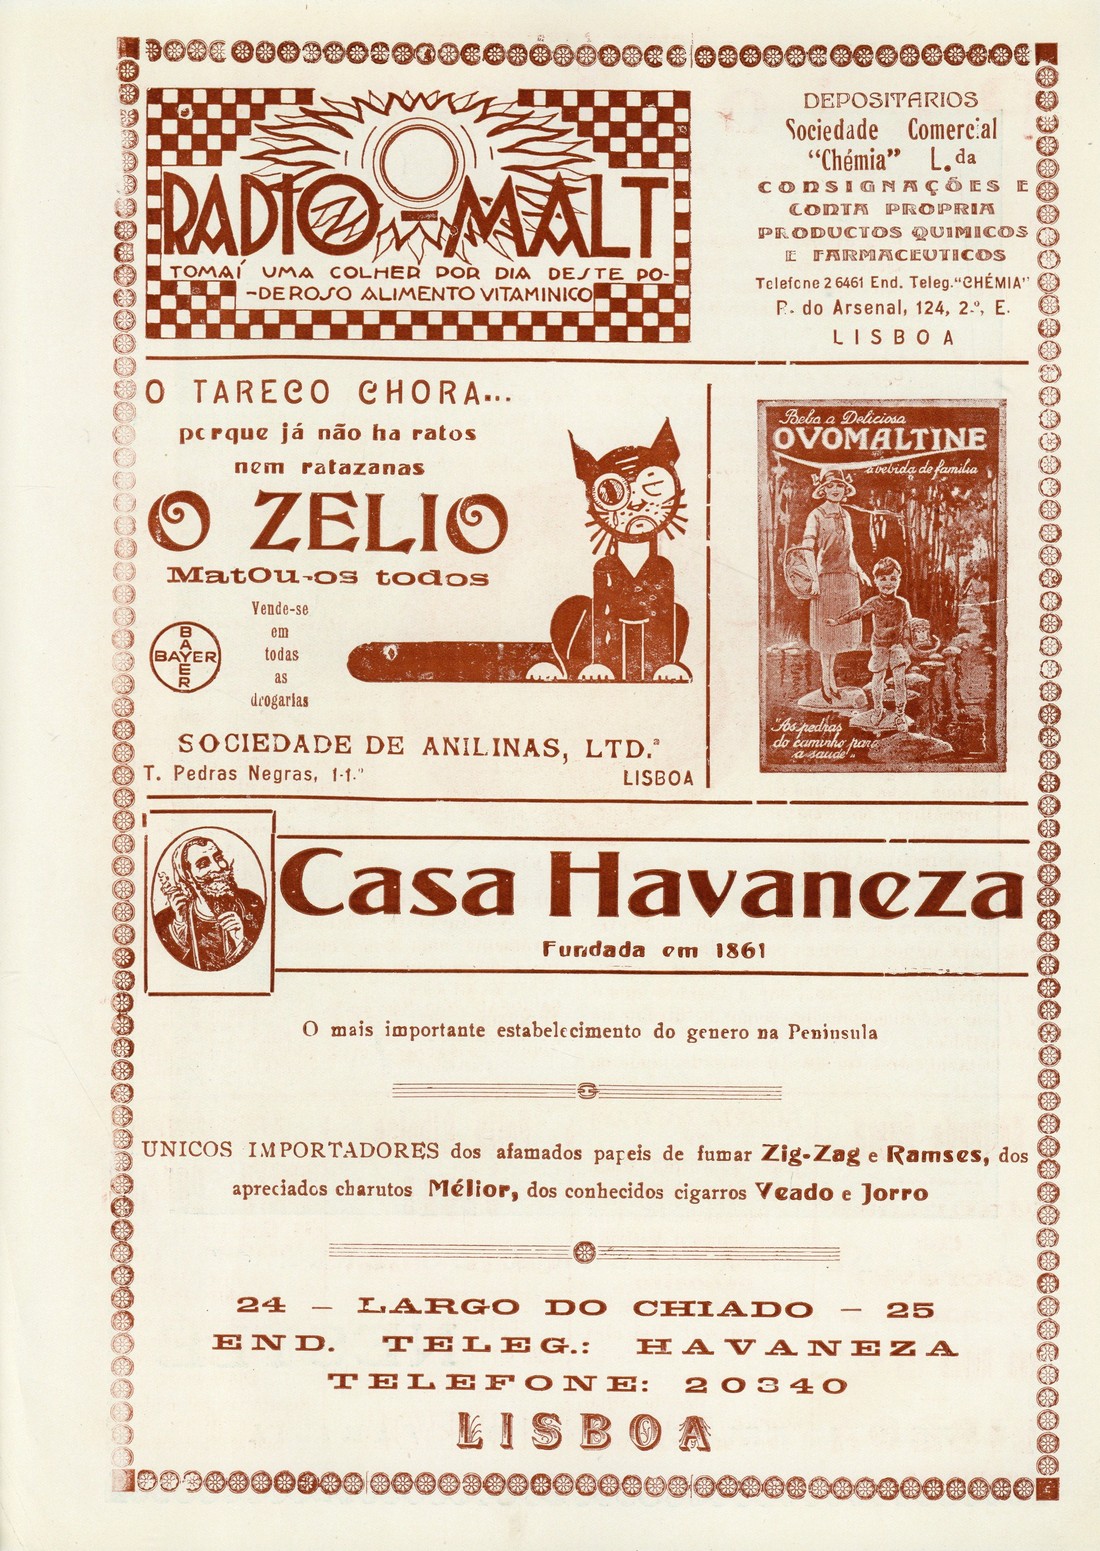 RADIO-MALT
TOMAÍ UMA COLHER POR DIA DESTE PO-
-DEROSO ALIMENTO VITAMINICO
DEPOSITARIOS
Sociedade Comercial
“Chémia” L.da
CONSIGNAÇÕES E
CONTA PROPRIA
PRODUCTOS QUIMICOS
E FARMACEUTICOS
Telefone 2 6461 End. Teleg. “CHÉMIA”
R. do Arsenal, 124, 2.º, E.
LISBOA
O TARECO CHORA...
porque já não ha ratos
nem ratazanas
O ZELIO
MatOu-os todos
Vende-se
em
todas
as
drogarias
BAYER
BAYER
SOCIEDADE DE ANILINAS, LTD.ª
T. Pedras Negras, 1-1.º
LISBOA
Beba a Deliciosa
OVOMALTINE
a bebida de familia
“As pedras
do caminho para
a saude”
Casa Havaneza
Fundada em 1861
O mais importante estabelecimento do genero na Peninsula
UNICOS IMPORTADORES dos afamados papeis de fumar Zig-Zag e Ramses, dos
apreciados charutos Mélior, dos conhecidos cigarros Veado e Jorro
24 — LARGO DO CHIADO — 25
END. TELEG.: HAVANEZA
TELEFONE: 20340
LISBOA